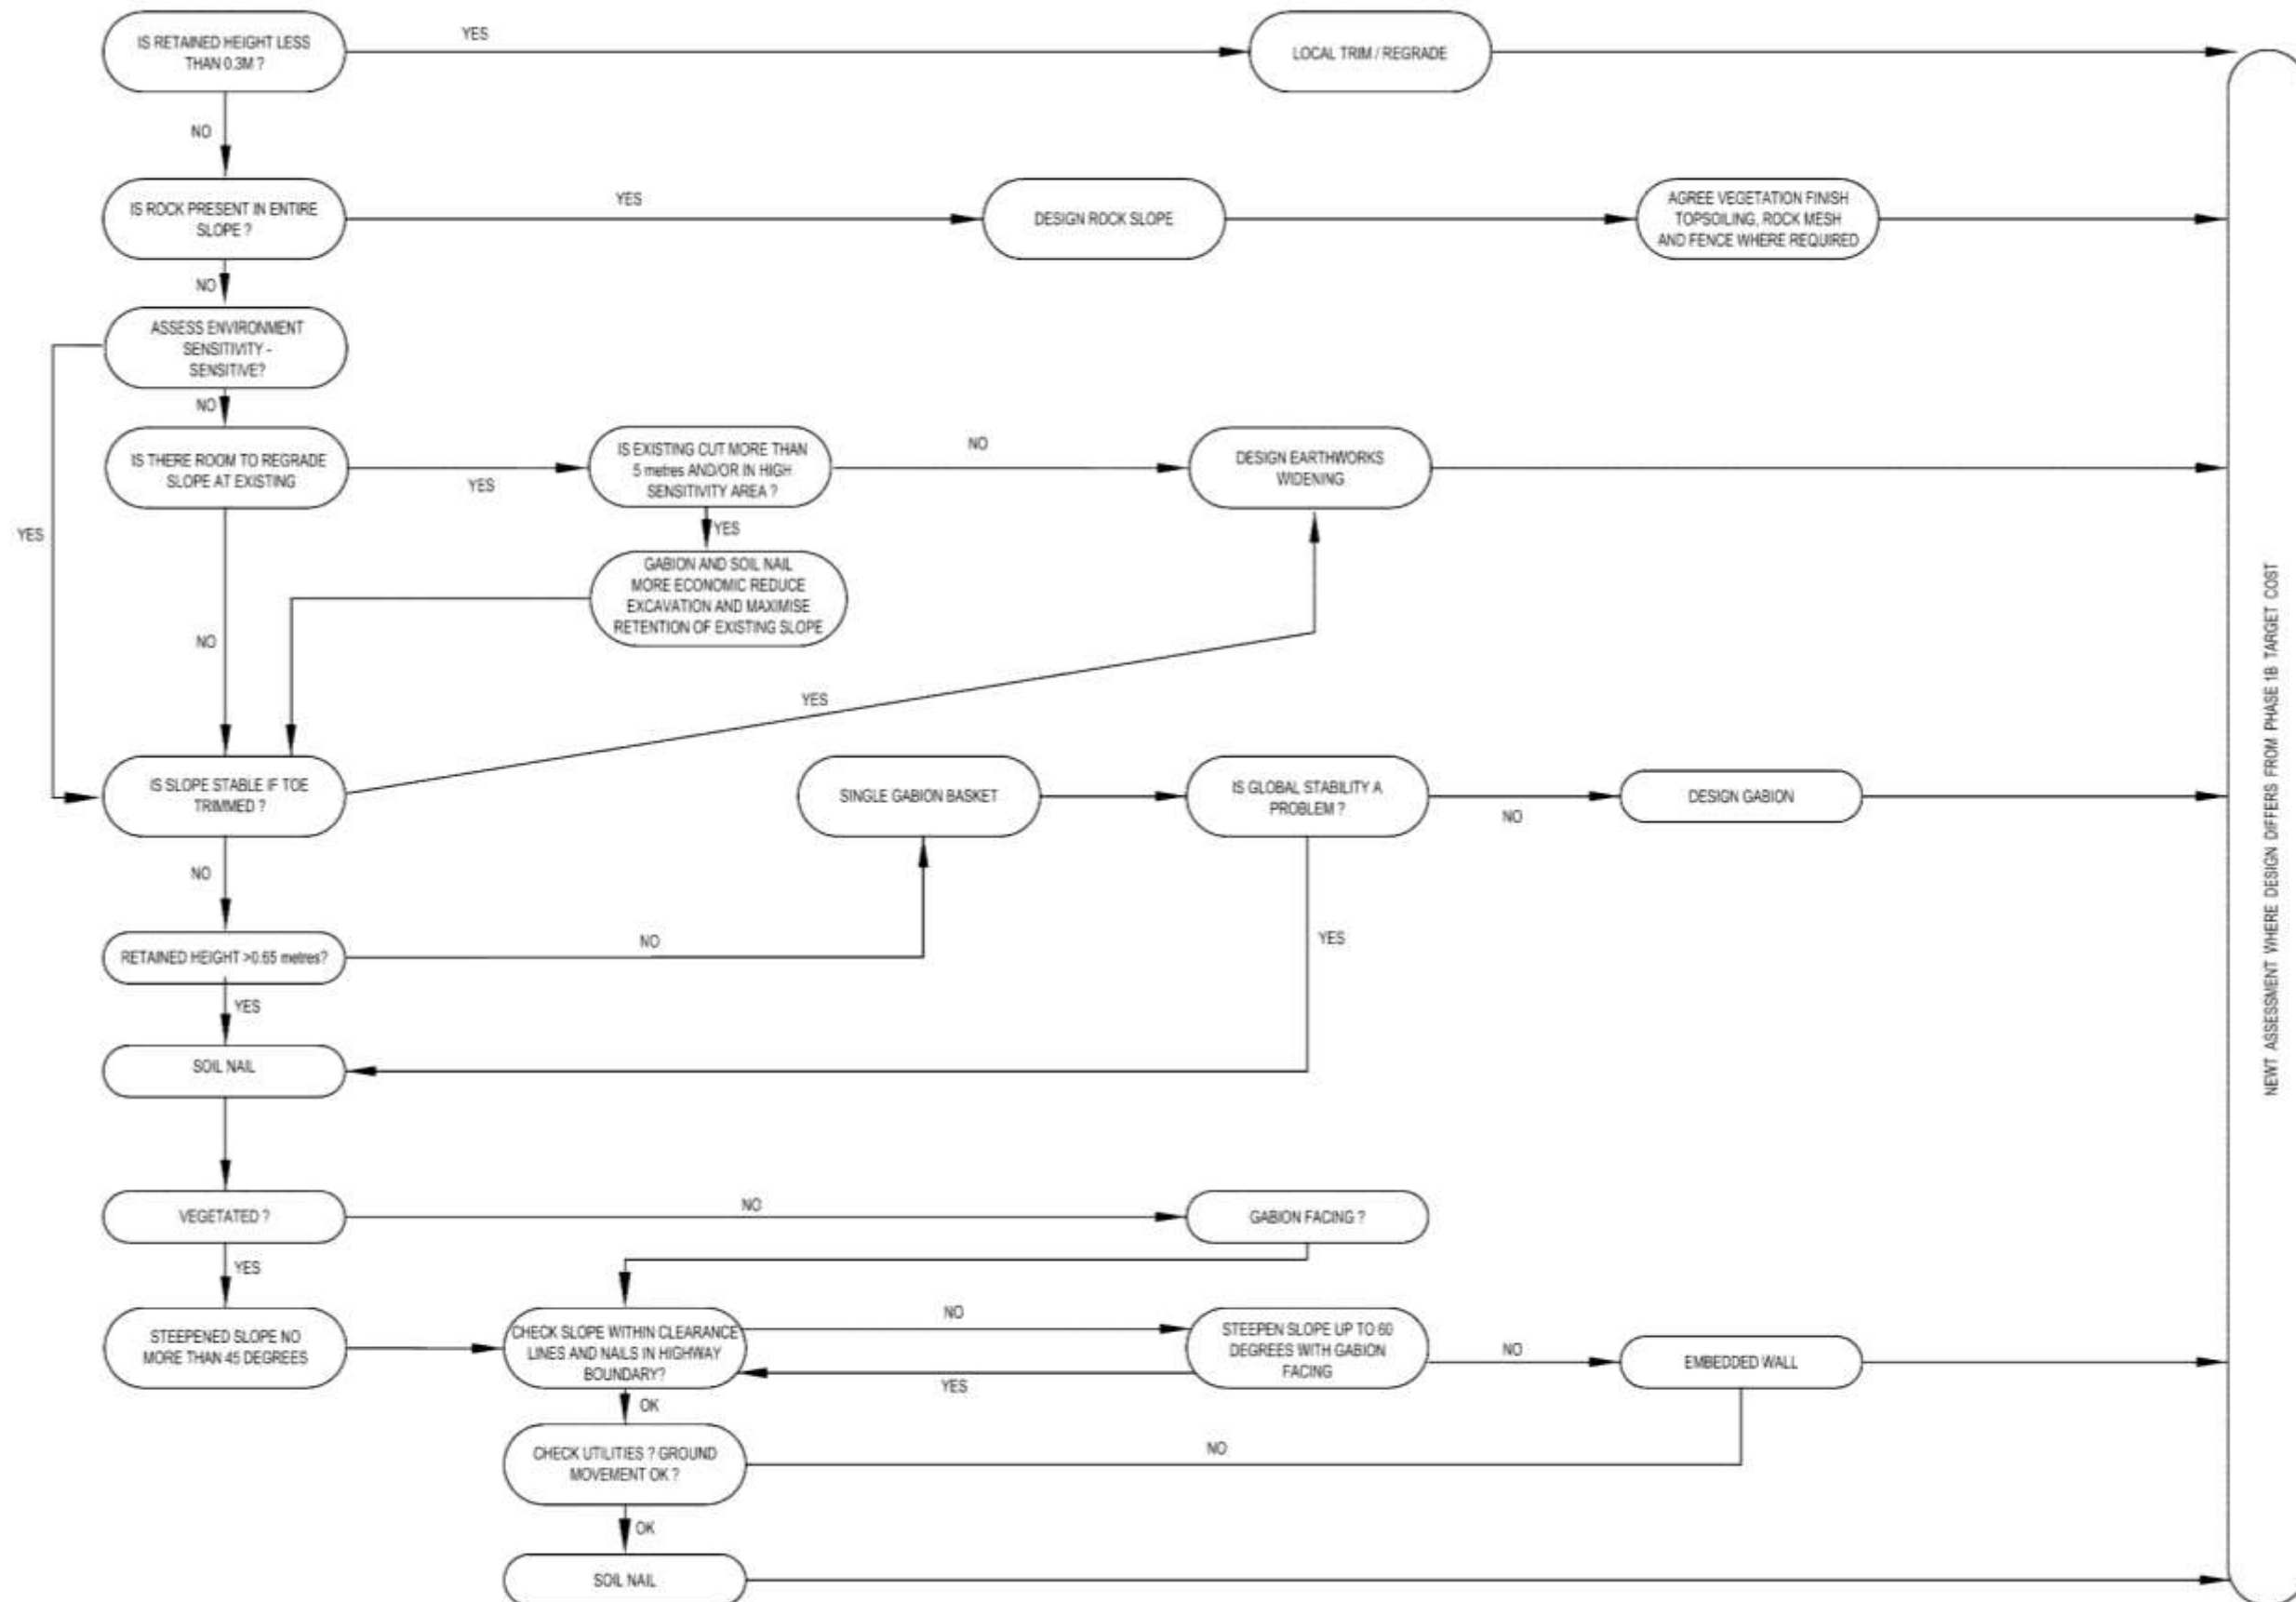 IS RETAINED HEIGHT LESS
THAN 0.3M ?
YES
LOCAL TRIM / REGRADE
NO
IS ROCK PRESENT IN ENTIRE
SLOPE ?
YES
DESIGN ROCK SLOPE
AGREE VEGETATION FINISH
TOPSOILING, ROCK MESH
AND FENCE WHERE REQUIRED
NO
ASSESS ENVIRONMENT
SENSITIVITY -
SENSITIVE?
NO
YES
IS THERE ROOM TO REGRADE
SLOPE AT EXISTING
YES
IS EXISTING CUT MORE THAN
5 metres AND/OR IN HIGH
SENSITIVITY AREA ?
NO
DESIGN EARTHWORKS
WIDENING
YES
GABION AND SOIL NAIL
MORE ECONOMIC REDUCE
EXCAVATION AND MAXIMISE
RETENTION OF EXISTING SLOPE
NO
YES
IS SLOPE STABLE IF TOE
TRIMMED ?
SINGLE GABION BASKET
IS GLOBAL STABILITY A
PROBLEM ?
NO
DESIGN GABION
NO
YES
RETAINED HEIGHT >0.65 metres?
NO
YES
SOIL NAIL
VEGETATED ?
NO
GABION FACING ?
YES
STEEPENED SLOPE NO
MORE THAN 45 DEGREES
CHECK SLOPE WITHIN CLEARANCE
LINES AND NAILS IN HIGHWAY
BOUNDARY?
NO
YES
STEEPEN SLOPE UP TO 60
DEGREES WITH GABION
FACING
NO
EMBEDDED WALL
OK
CHECK UTILITIES ? GROUND
MOVEMENT OK ?
NO
OK
SOIL NAIL
NEWT ASSESSMENT WHERE DESIGN DIFFERS FROM PHASE 1B TARGET COST